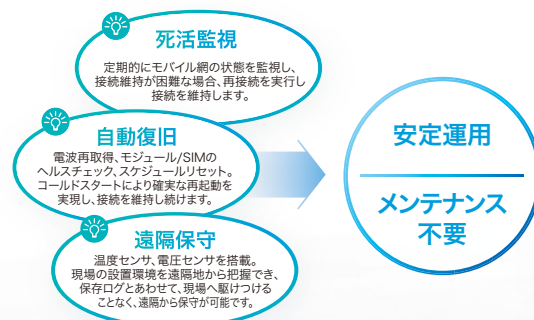 死活監視
定期的にモバイル網の状態を監視し、
接続維持が困難な場合、再接続を実行し
接続を維持します。
自動復旧
電波再取得、モジュール/SIMの
ヘルスチェック、スケジュールリセット。
コールドスタートにより確実な再起動を
実現し、接続を維持し続けます。
遠隔保守
温度センサ、電圧センサを搭載。
現場の設置環境を遠隔地から把握でき、
保存ログとあわせて、現場へ駆けつける
ことなく、遠隔から保守が可能です。
安定運用
メンテナンス
不要